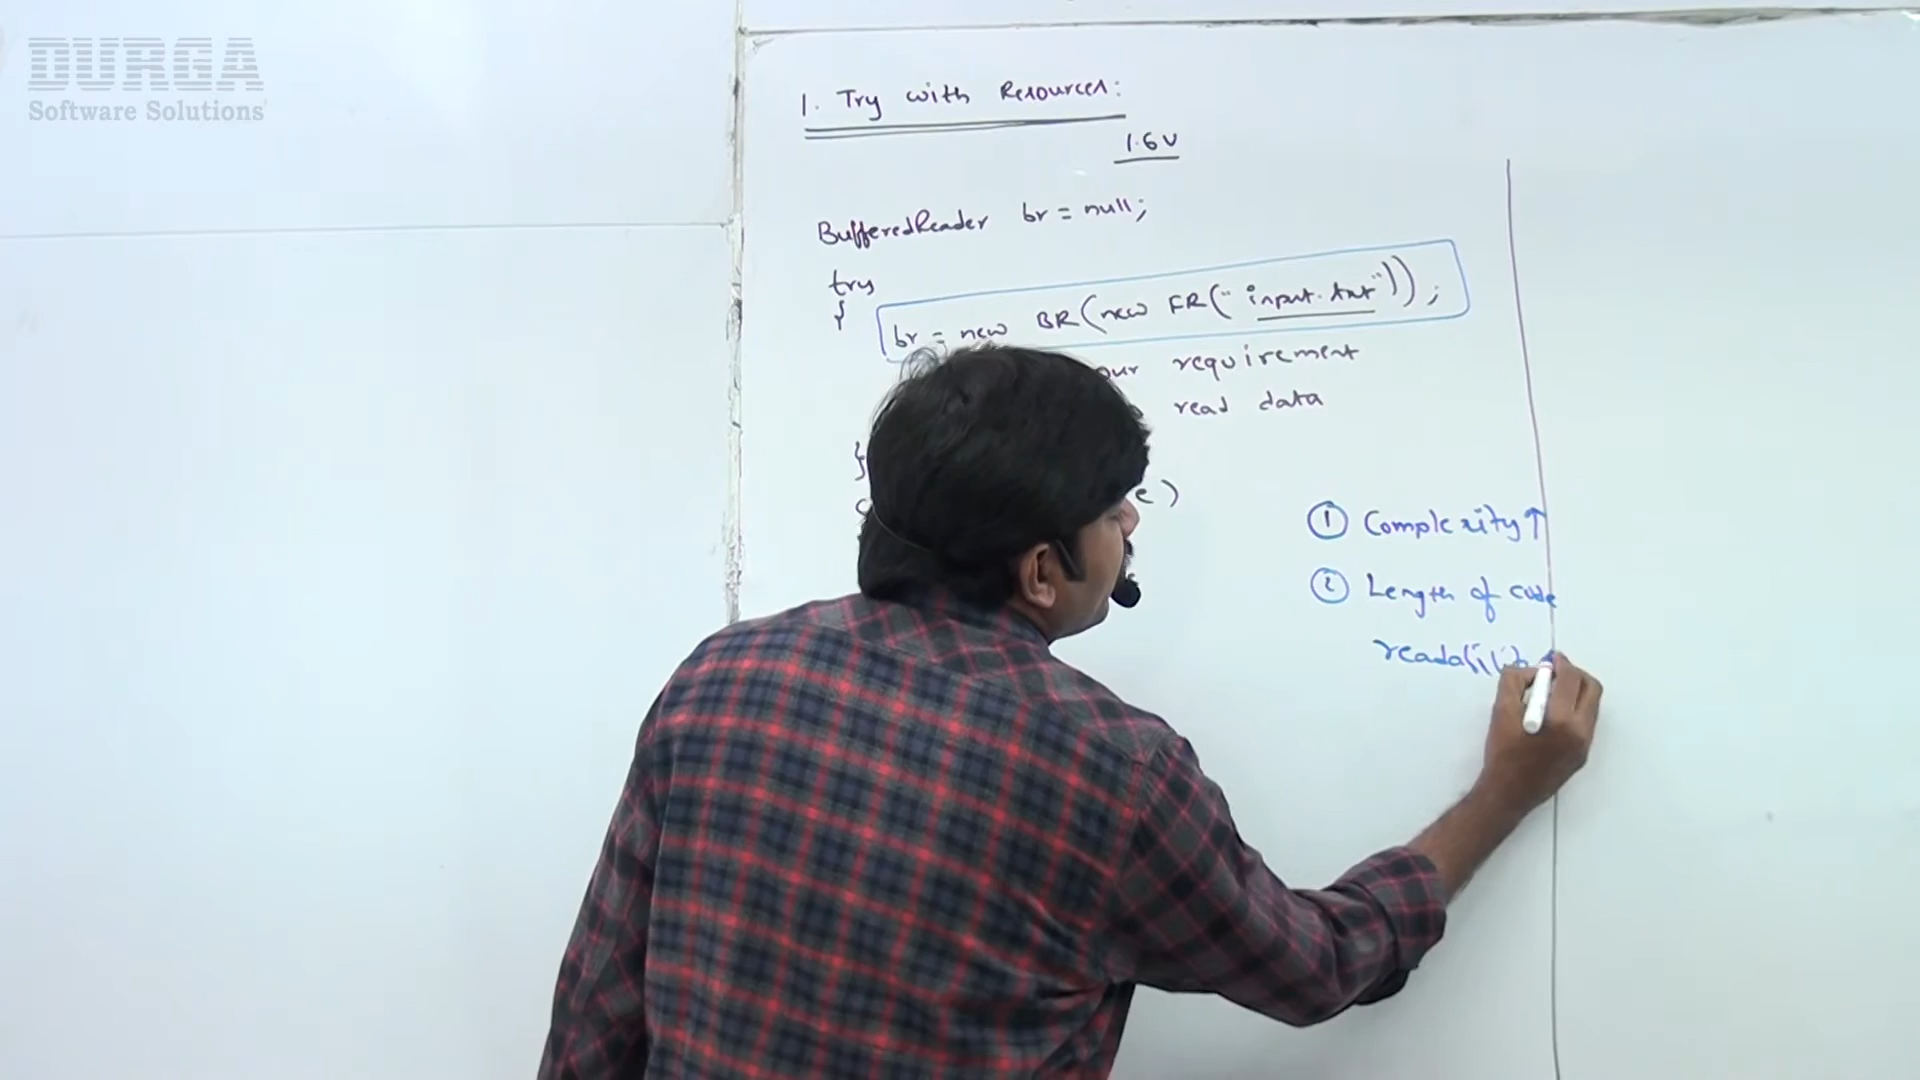 DURGA
Software Solutions
1. Try with Resources:
1.6V
BufferedReader br = null;
try
{
br = new BR(new FR("input.txt"));
our requirement
read data
}
e)
① Complexity↑
② Length of code
readability